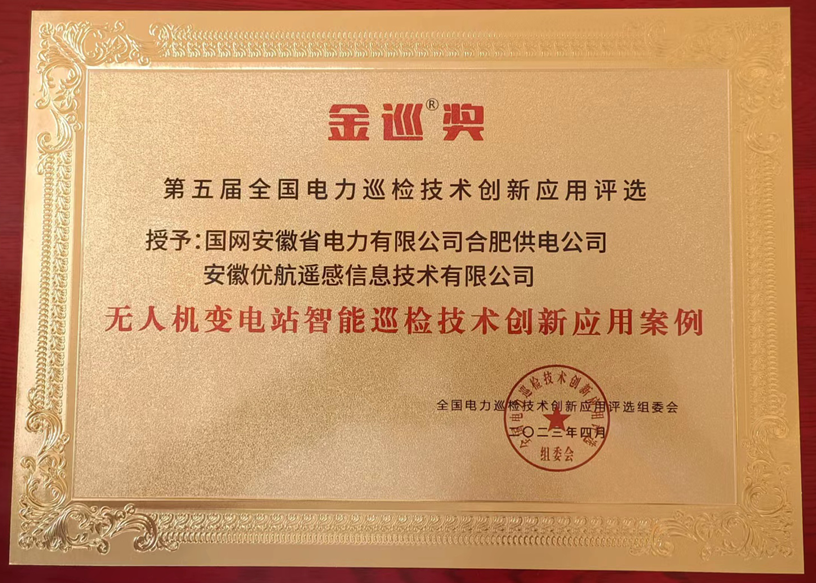 金巡®奖
第五届全国电力巡检技术创新应用评选
授予:国网安徽省电力有限公司合肥供电公司
安徽优航遥感信息技术有限公司
无人机变电站智能巡检技术创新应用案例
全国电力巡检技术创新应用评选组委会
二〇二三年四月
组委会